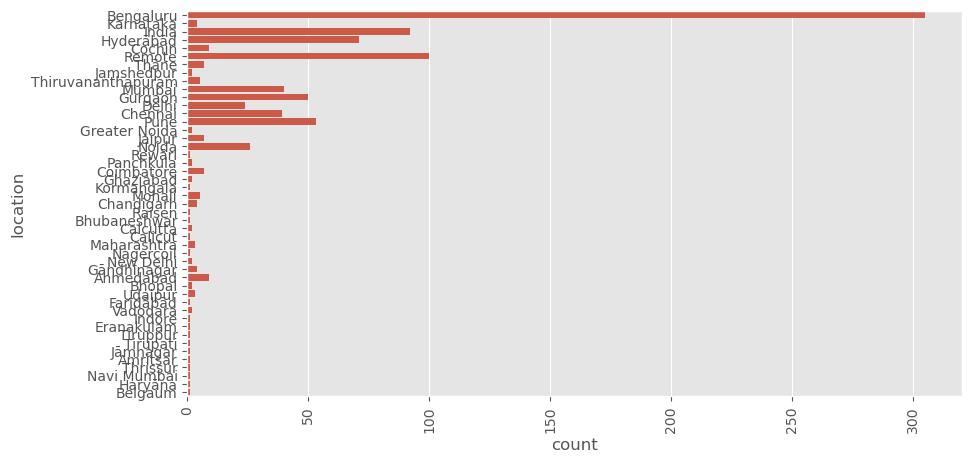 Bengaluru
Karnataka
India
Hyderabad
Cochin
Remote
Thane
Jamshedpur
Thiruvananthapuram
Mumbai
Gurgaon
Delhi
Chennai
Pune
Greater Noida
Jaipur
Noida
Rewari
Panchkula
Coimbatore
Ghaziabad
Kormangala
Mohali
Chandigarh
Raisen
Bhubaneshwar
Calcutta
Calicut
Maharashtra
Nagercoil
New Delhi
Gandhinagar
Ahmedabad
Bhopal
Udaipur
Faridabad
Vadodara
Indore
Eranakulam
Tiruppur
Tirupati
Jamnagar
Amritsar
Thrissur
Navi Mumbai
Haryana
Belgaum
location
0 50 100 150 200 250 300
count